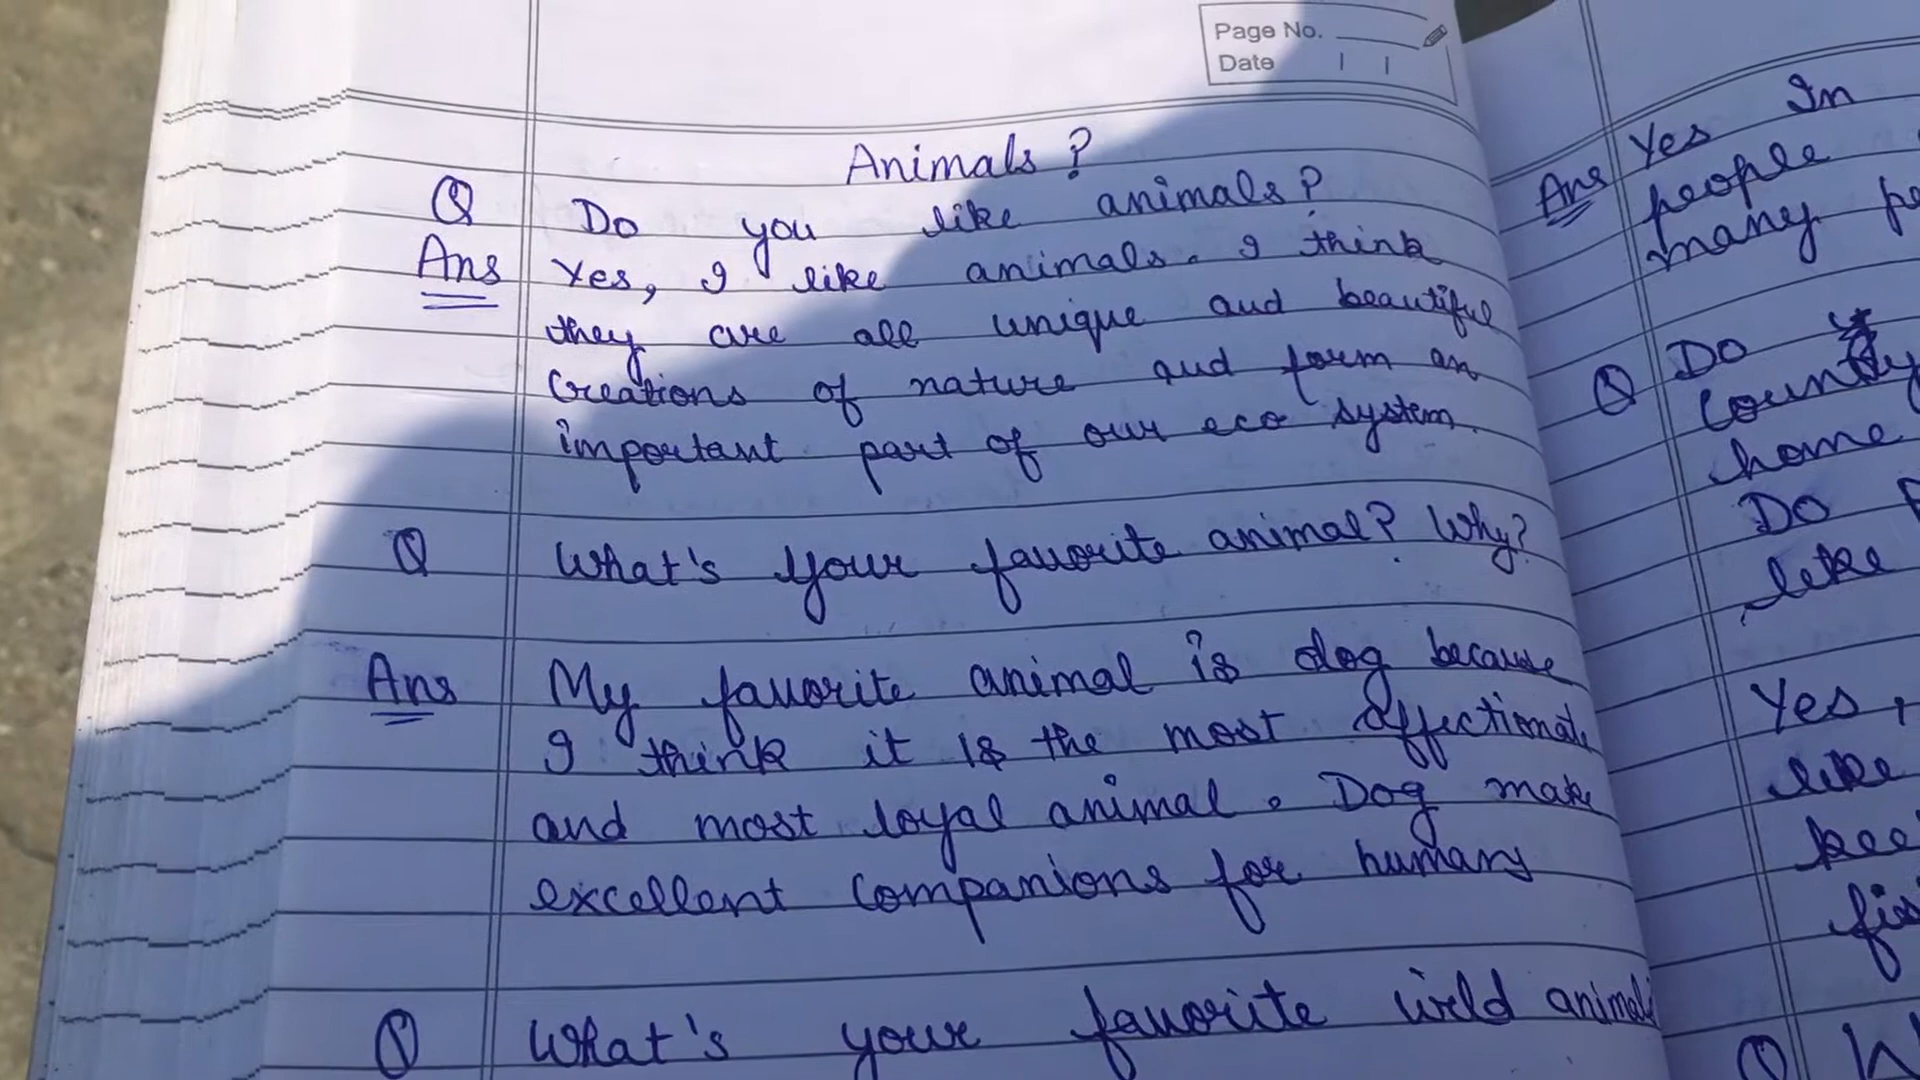 Page No.
Date
Animals?
Q Do you like animals?
Ans Yes, I like animals. I think
they are all unique and beautiful
Creations of nature and form an
important part of our eco system.
Q What's your favorite animal? Why?
Ans My favorite animal is dog because
I think it is the most affectionate
and most loyal animal. Dog make
excellent Companions for humans
Q What's your favorite wild animal
In
Ans Yes
people
many
Q Do
Country
home
Do
like
Yes,
like
Q